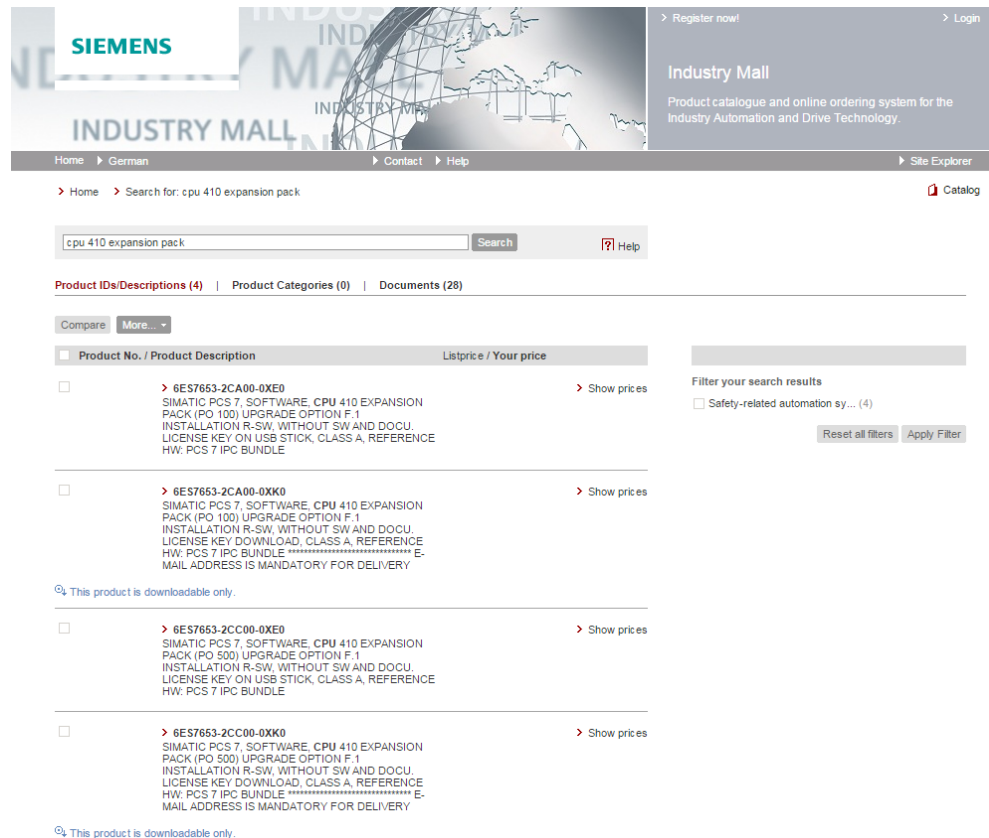 SIEMENS
INDUSTRY MALL
INDUSTRY MALL
> Register now!
> Login
Industry Mall
Product catalogue and online ordering system for the
Industry Automation and Drive Technology.
Home German Contact Help Site Explorer
> Home > Search for: cpu 410 expansion pack
Catalog
cpu 410 expansion pack Search ? Help
Product IDs/Descriptions (4) | Product Categories (0) | Documents (28)
Compare More...
Product No. / Product Description Listprice / Your price
> 6ES7653-2CA00-0XE0 > Show prices
SIMATIC PCS 7, SOFTWARE, CPU 410 EXPANSION
PACK (PO 100) UPGRADE OPTION F.1
INSTALLATION R-SW, WITHOUT SW AND DOCU.
LICENSE KEY ON USB STICK, CLASS A, REFERENCE
HW: PCS 7 IPC BUNDLE
> 6ES7653-2CA00-0XK0 > Show prices
SIMATIC PCS 7, SOFTWARE, CPU 410 EXPANSION
PACK (PO 100) UPGRADE OPTION F.1
INSTALLATION R-SW, WITHOUT SW AND DOCU.
LICENSE KEY DOWNLOAD, CLASS A, REFERENCE
HW: PCS 7 IPC BUNDLE ******************************* E-
MAIL ADDRESS IS MANDATORY FOR DELIVERY
This product is downloadable only.
> 6ES7653-2CC00-0XE0 > Show prices
SIMATIC PCS 7, SOFTWARE, CPU 410 EXPANSION
PACK (PO 500) UPGRADE OPTION F.1
INSTALLATION R-SW, WITHOUT SW AND DOCU.
LICENSE KEY ON USB STICK, CLASS A, REFERENCE
HW: PCS 7 IPC BUNDLE
> 6ES7653-2CC00-0XK0 > Show prices
SIMATIC PCS 7, SOFTWARE, CPU 410 EXPANSION
PACK (PO 500) UPGRADE OPTION F.1
INSTALLATION R-SW, WITHOUT SW AND DOCU.
LICENSE KEY DOWNLOAD, CLASS A, REFERENCE
HW: PCS 7 IPC BUNDLE ******************************* E-
MAIL ADDRESS IS MANDATORY FOR DELIVERY
This product is downloadable only.
Filter your search results
Safety-related automation sy... (4)
Reset all filters Apply Filter